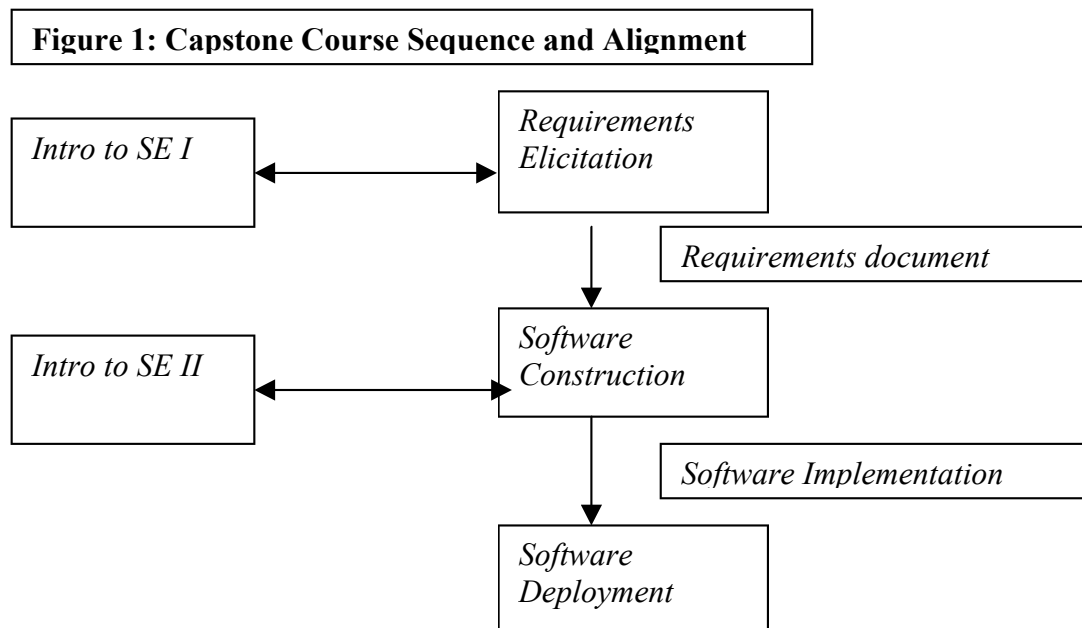 Figure 1: Capstone Course Sequence and Alignment
Intro to SE I
Requirements
Elicitation
Requirements document
Intro to SE II
Software
Construction
Software Implementation
Software
Deployment